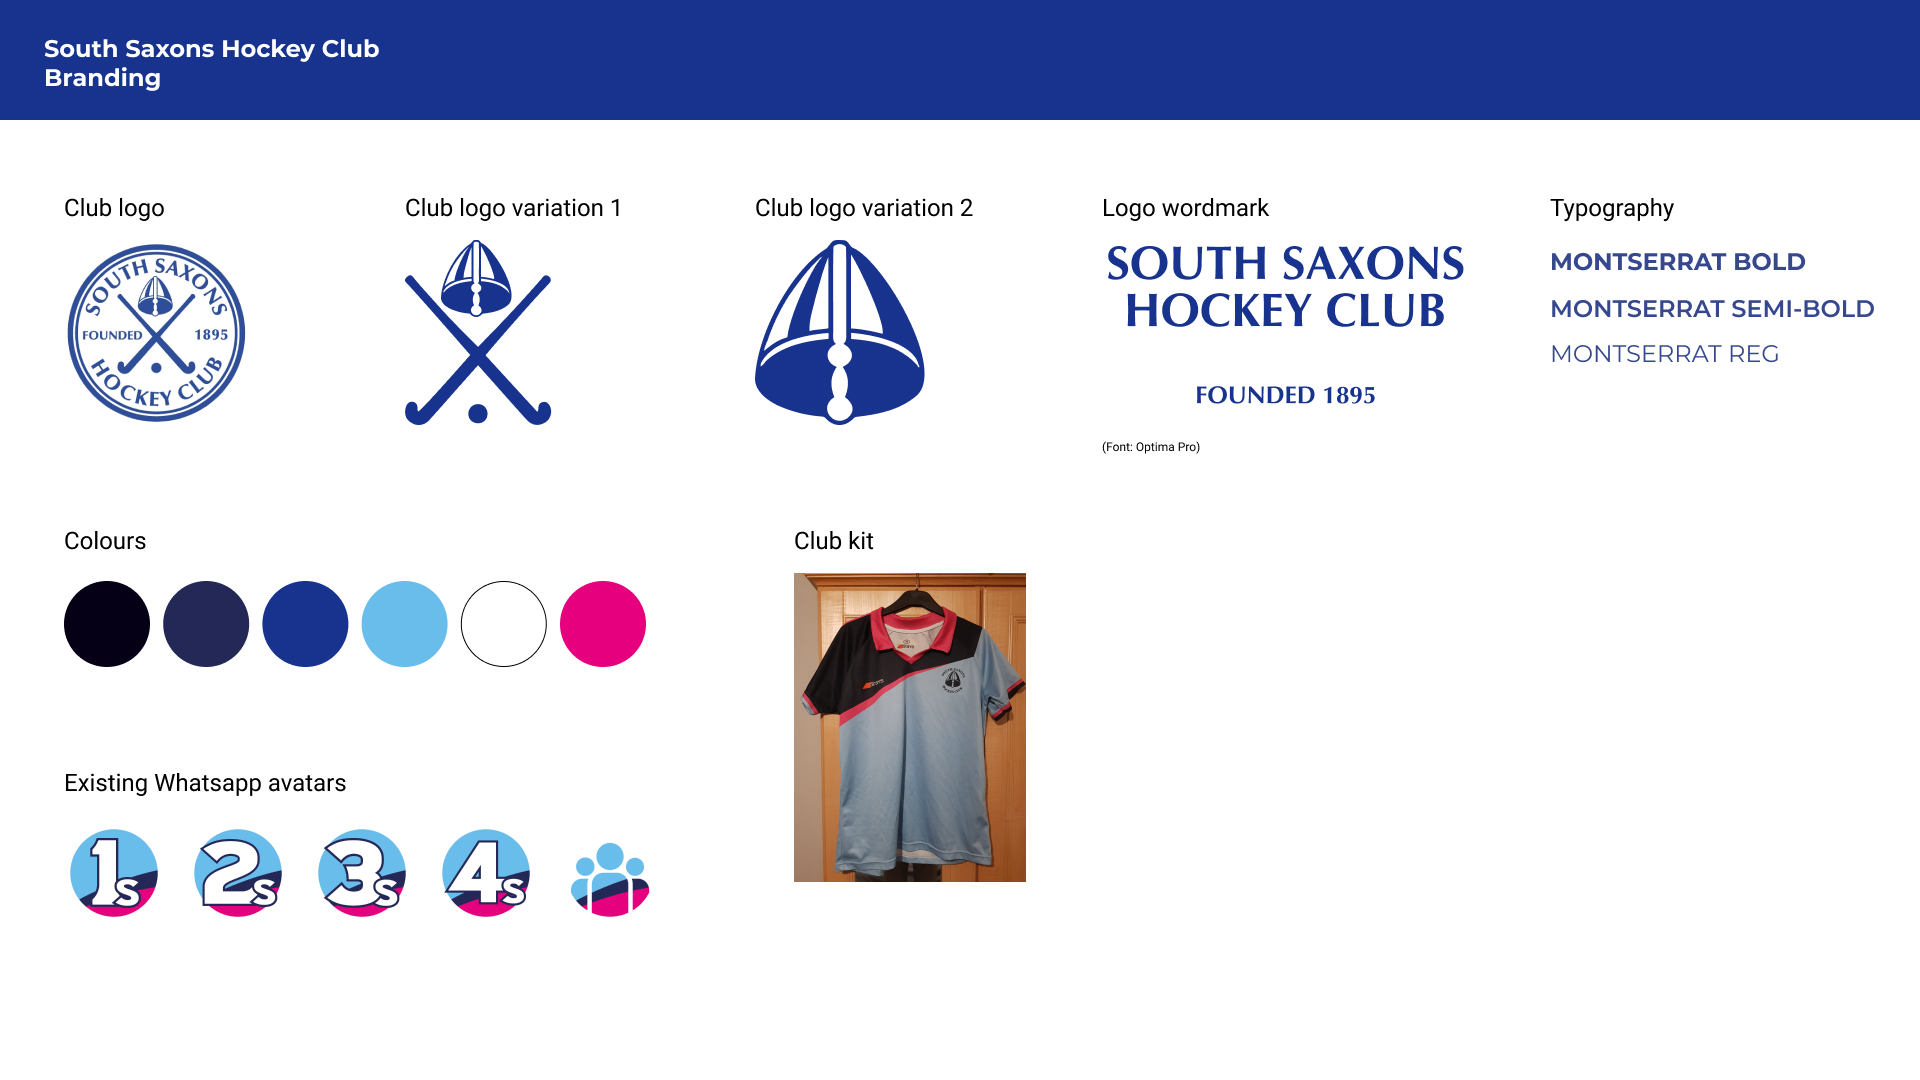 South Saxons Hockey Club
Branding
Club logo
Club logo variation 1
Club logo variation 2
Logo wordmark
Typography
SOUTH SAXONS
FOUNDED 1895
HOCKEY CLUB
SOUTH SAXONS
HOCKEY CLUB
FOUNDED 1895
(Font: Optima Pro)
MONTSERRAT BOLD
MONTSERRAT SEMI-BOLD
MONTSERRAT REG
Colours
Club kit
Existing Whatsapp avatars
1s
2s
3s
4s